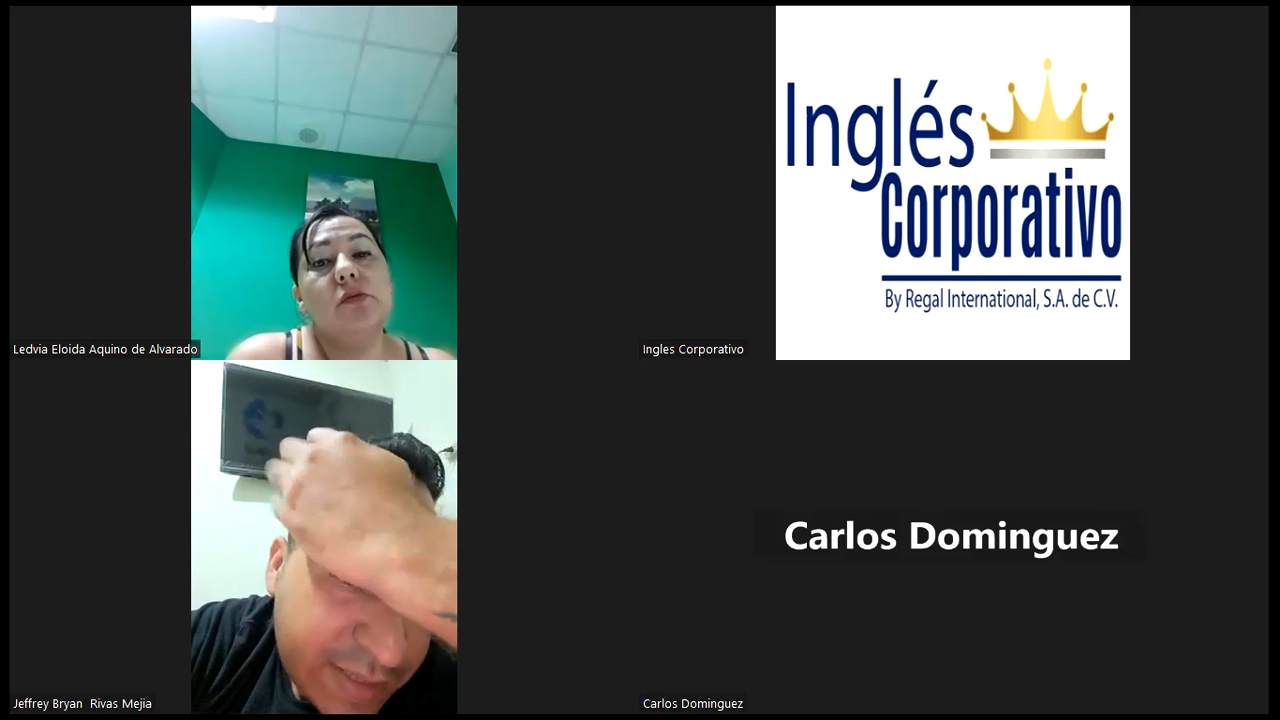 Inglés
Corporativo
By Regal International, S.A. de C.V.
Ledvia Eloida Aquino de Alvarado
Ingles Corporativo
Carlos Dominguez
Jeffrey Bryan  Rivas Mejia
Carlos Dominguez